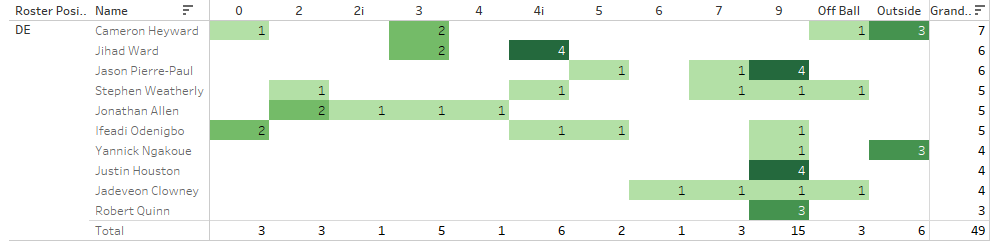 Roster Posi.. Name 0 2 2i 3 4 4i 5 6 7 9 Off Ball Outside Grand..
DE Cameron Heyward 1 2 1 3 7
Jihad Ward 2 4 6
Jason Pierre-Paul 1 1 4 6
Stephen Weatherly 1 1 1 1 1 5
Jonathan Allen 2 1 1 1 5
Ifeadi Odenigbo 2 1 1 1 5
Yannick Ngakoue 1 3 4
Justin Houston 4 4
Jadeveon Clowney 1 1 1 1 4
Robert Quinn 3 3
Total 3 3 1 5 1 6 2 1 3 15 3 6 49